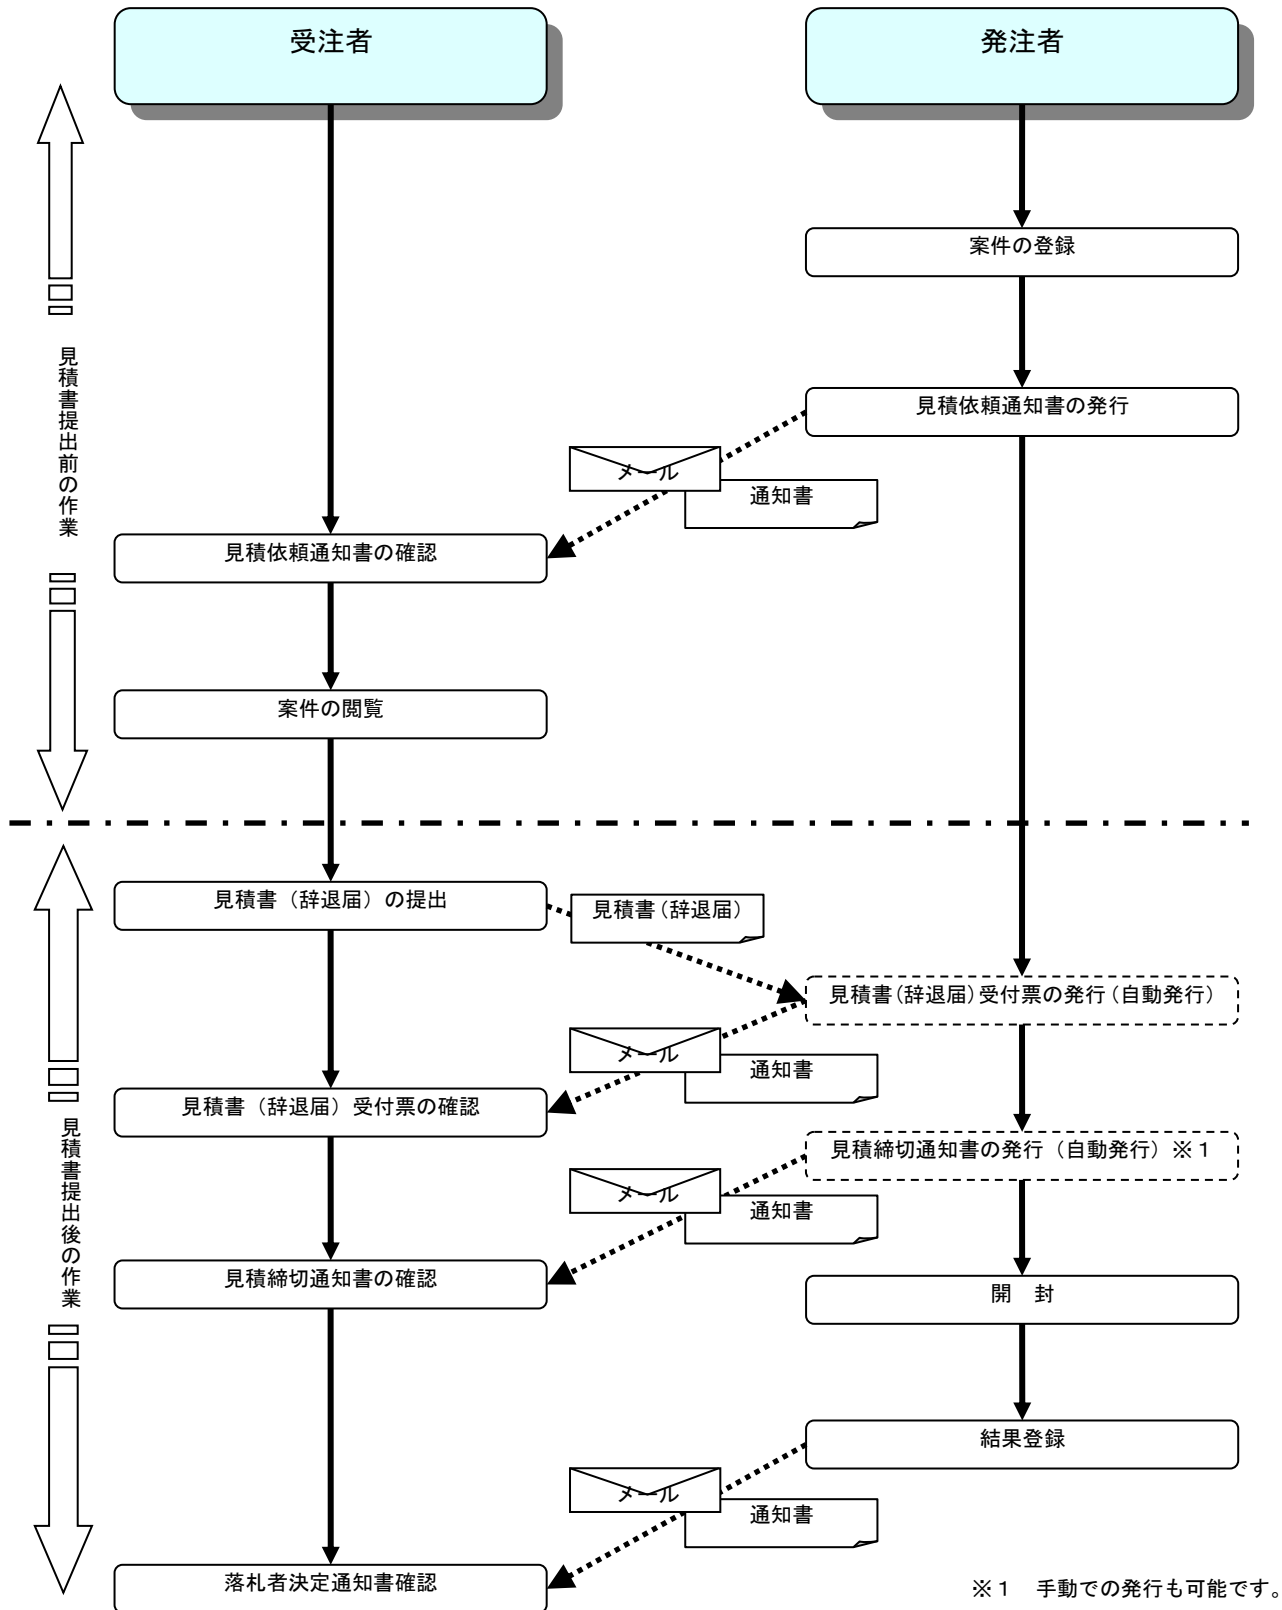 受注者
発注者
案件の登録
見積依頼通知書の発行
メール
通知書
見積書提出前の作業
見積依頼通知書の確認
案件の閲覧
見積書（辞退届）の提出
見積書（辞退届）
見積書（辞退届）受付票の発行（自動発行）
メール
通知書
見積書（辞退届）受付票の確認
見積締切通知書の発行（自動発行）※１
メール
通知書
見積書提出後の作業
見積締切通知書の確認
開　封
結果登録
メール
通知書
落札者決定通知書確認
※１　手動での発行も可能です。